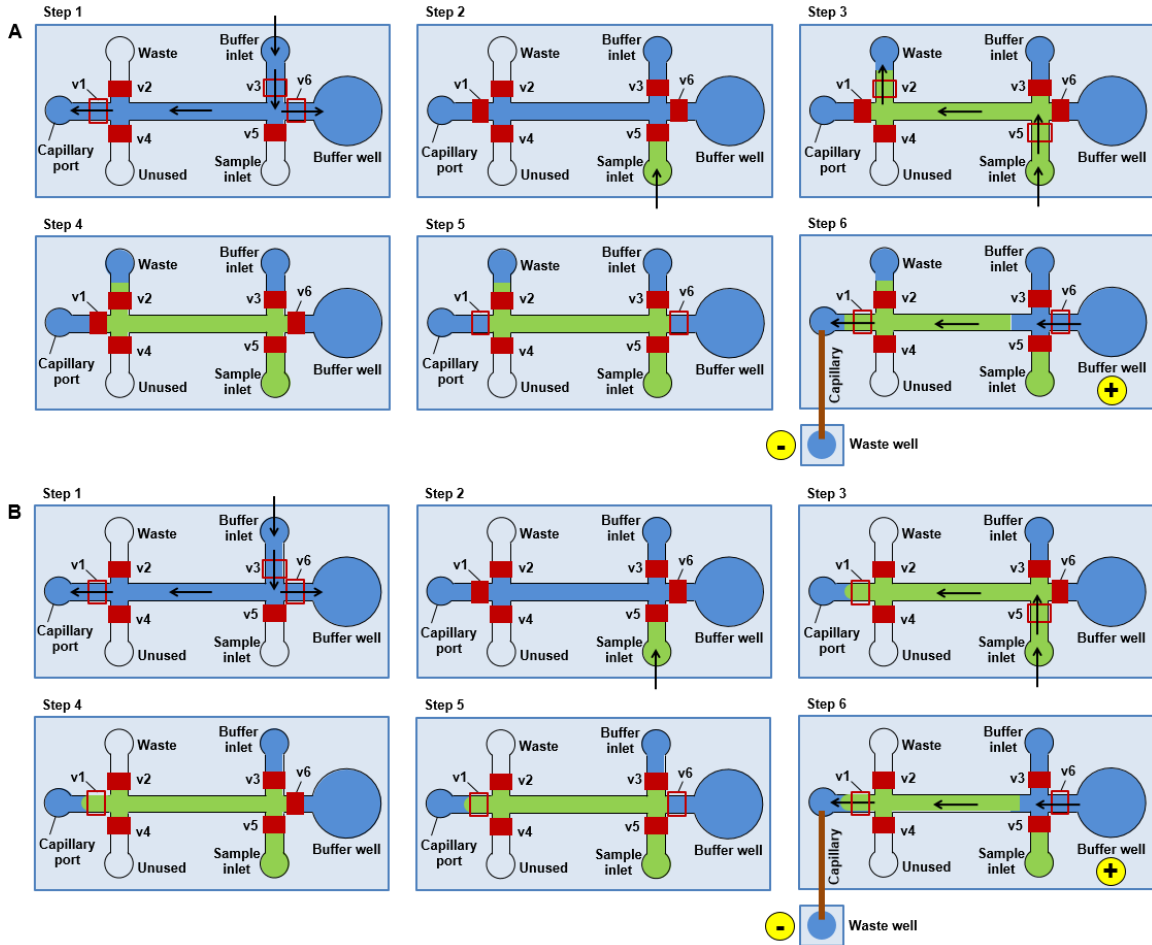 Step 1
Step 2
Step 3
A
Waste
Buffer
inlet
v1
v2
v3
v6
v4
v5
Capillary
port
Unused
Sample
inlet
Buffer well
Waste
Buffer
inlet
v1
v2
v3
v6
v4
v5
Capillary
port
Unused
Sample
inlet
Buffer well
Waste
Buffer
inlet
v1
v2
v3
v6
v4
v5
Capillary
port
Unused
Sample
inlet
Buffer well
Step 4
Step 5
Step 6
Waste
Buffer
inlet
v1
v2
v3
v6
v4
v5
Capillary
port
Unused
Sample
inlet
Buffer well
Waste
Buffer
inlet
v1
v2
v3
v6
v4
v5
Capillary
port
Unused
Sample
inlet
Buffer well
Waste
Buffer
inlet
v1
v2
v3
v6
v4
v5
Capillary
Unused
Sample
inlet
Buffer well
+
-
Waste well
B
Step 1
Step 2
Step 3
Waste
Buffer
inlet
v1
v2
v3
v6
v4
v5
Capillary
port
Unused
Sample
inlet
Buffer well
Waste
Buffer
inlet
v1
v2
v3
v6
v4
v5
Capillary
port
Unused
Sample
inlet
Buffer well
Waste
Buffer
inlet
v1
v2
v3
v6
v4
v5
Capillary
port
Unused
Sample
inlet
Buffer well
Step 4
Step 5
Step 6
Waste
Buffer
inlet
v1
v2
v3
v6
v4
v5
Capillary
port
Unused
Sample
inlet
Buffer well
Waste
Buffer
inlet
v1
v2
v3
v6
v4
v5
Capillary
port
Unused
Sample
inlet
Buffer well
Waste
Buffer
inlet
v1
v2
v3
v6
v4
v5
Capillary
Unused
Sample
inlet
Buffer well
+
-
Waste well